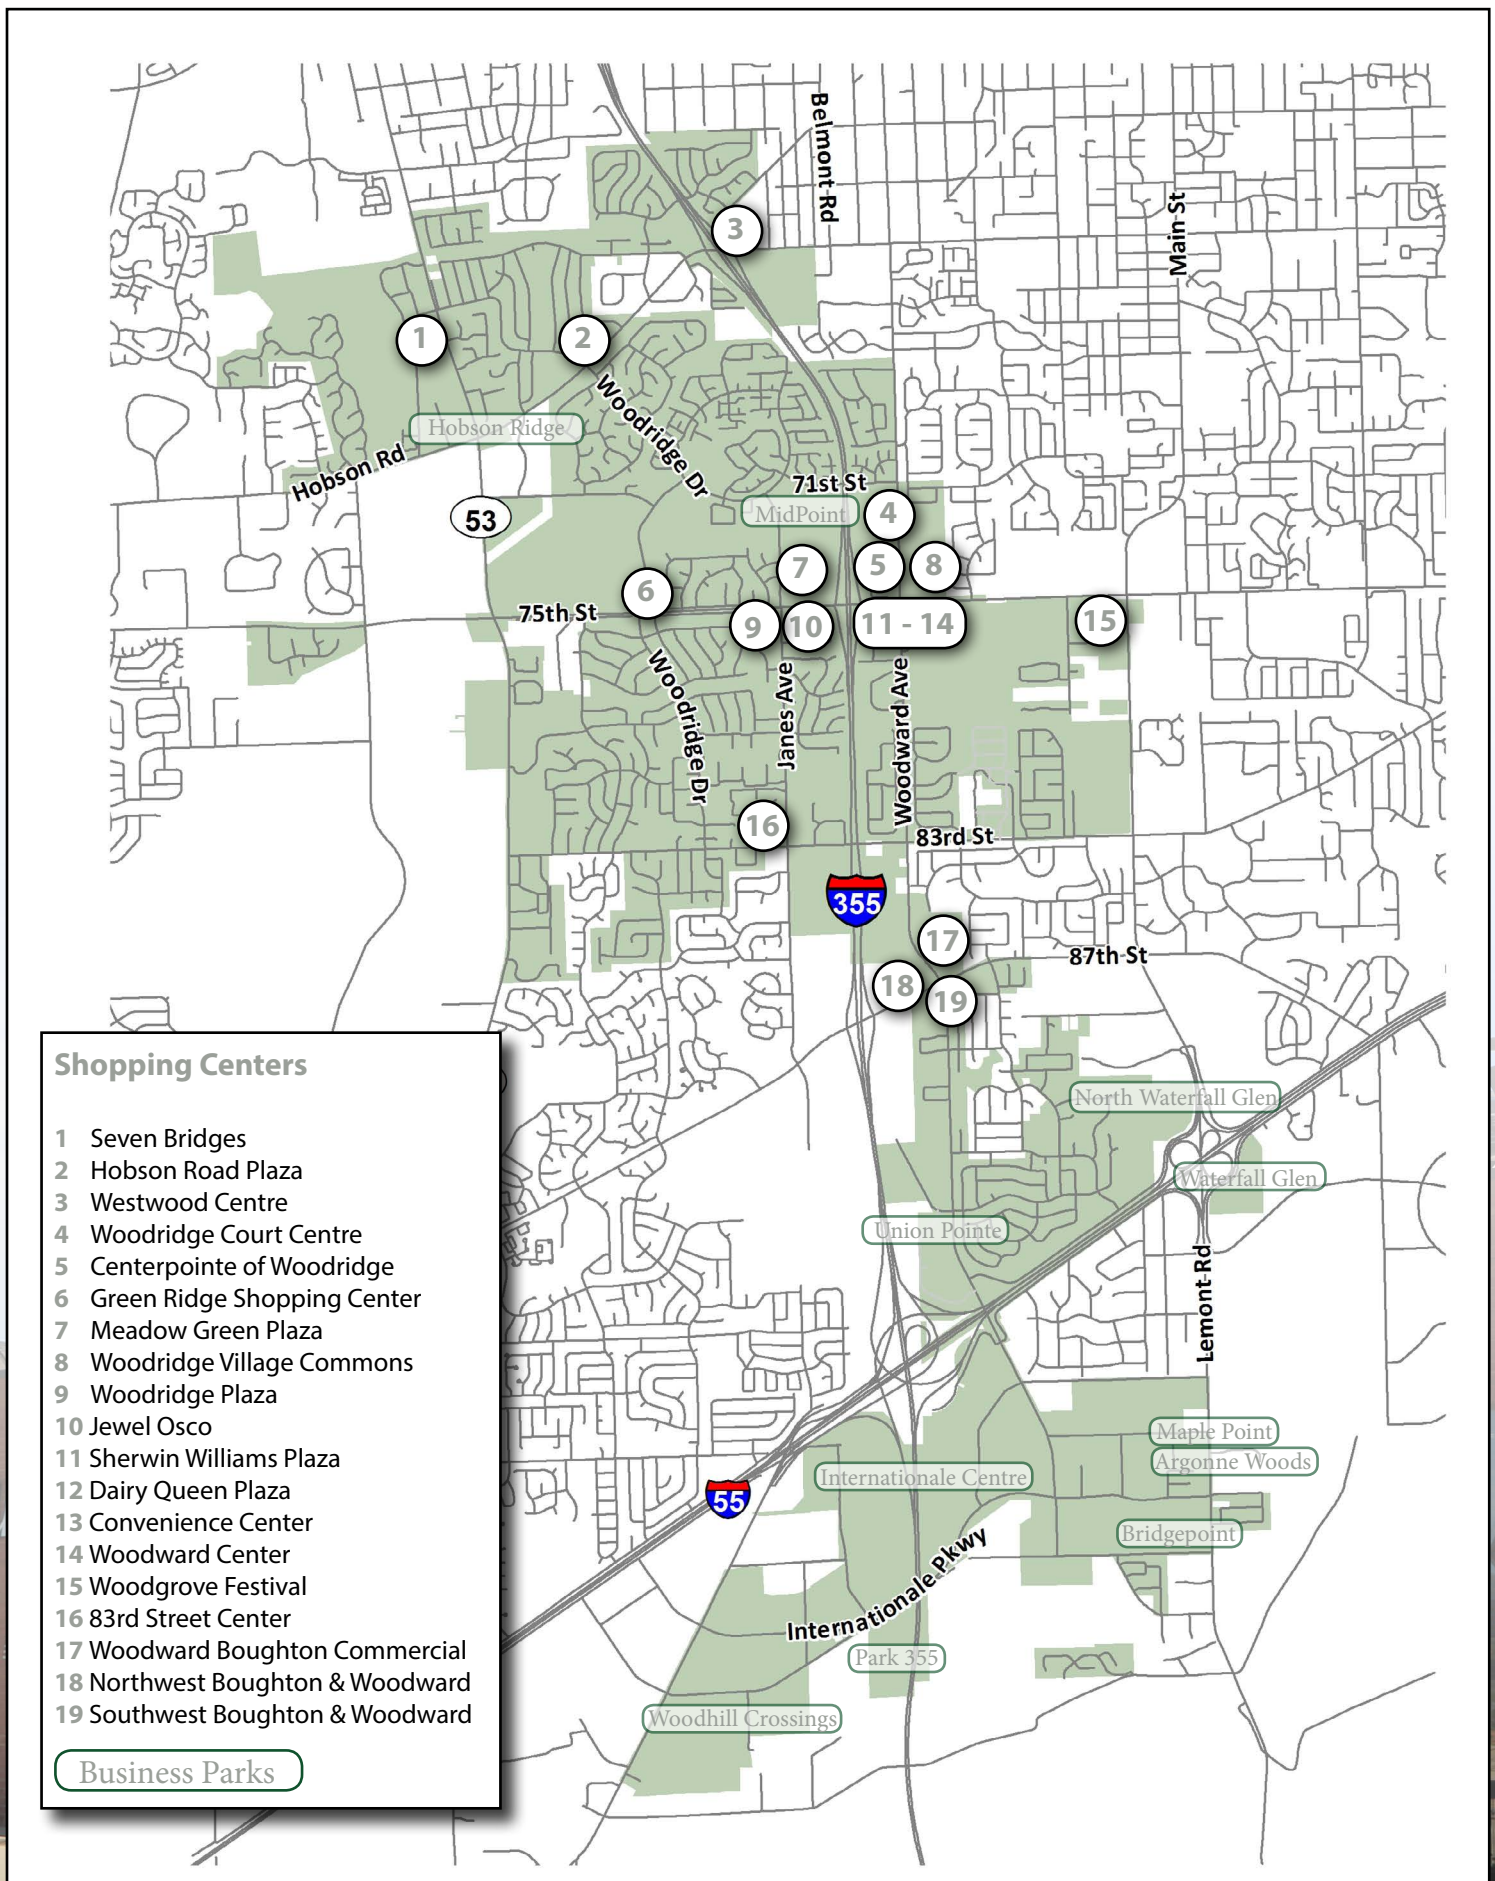 Belmont Rd
Main St
3
1
2
Woodridge Dr
Hobson Ridge
Hobson Rd
71st St
MidPoint
4
53
7
5
8
6
75th St
9
10
11 - 14
15
Woodridge Dr
Janes Ave
Woodward Ave
16
83rd St
355
17
87th St
18
19
North Waterfall Glen
Waterfall Glen
Union Pointe
Lemont Rd
Maple Point
Argonne Woods
Internationale Centre
55
Bridgepoint
Internationale Pkwy
Park 355
Woodhill Crossings
Shopping Centers
1 Seven Bridges
2 Hobson Road Plaza
3 Westwood Centre
4 Woodridge Court Centre
5 Centerpointe of Woodridge
6 Green Ridge Shopping Center
7 Meadow Green Plaza
8 Woodridge Village Commons
9 Woodridge Plaza
10 Jewel Osco
11 Sherwin Williams Plaza
12 Dairy Queen Plaza
13 Convenience Center
14 Woodward Center
15 Woodgrove Festival
16 83rd Street Center
17 Woodward Boughton Commercial
18 Northwest Boughton & Woodward
19 Southwest Boughton & Woodward
Business Parks